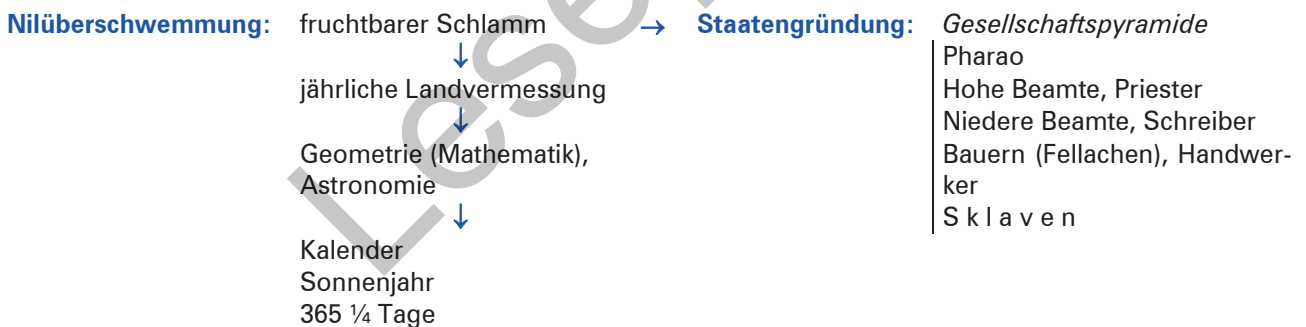 Nilüberschwemmung: fruchtbarer Schlamm → Staatengründung: Gesellschaftspyramide
↓
jährliche Landvermessung
↓
Geometrie (Mathematik),
Astronomie
↓
Kalender
Sonnenjahr
365 ¼ Tage
Pharao
Hohe Beamte, Priester
Niedere Beamte, Schreiber
Bauern (Fellachen), Handwer-
ker
S k l a v e n
Lese